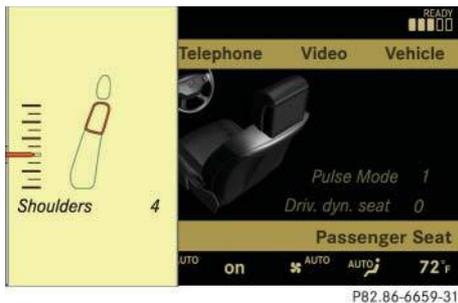 READY
Telephone Video Vehicle
Pulse Mode 1
Shoulders 4
Driv. dyn. seat 0
Passenger Seat
UTO on AUTO AUTO 72°F
P82.86-6659-31